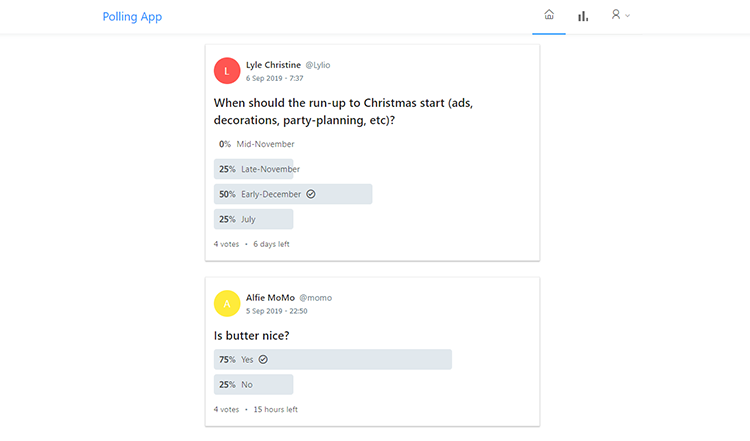 Polling App
L
Lyle Christine @Lylio
6 Sep 2019 - 7:37
When should the run-up to Christmas start (ads,
decorations, party-planning, etc)?
0% Mid-November
25% Late-November
50% Early-December
25% July
4 votes • 6 days left
A
Alfie MoMo @momo
5 Sep 2019 - 22:50
Is butter nice?
75% Yes
25% No
4 votes • 15 hours left